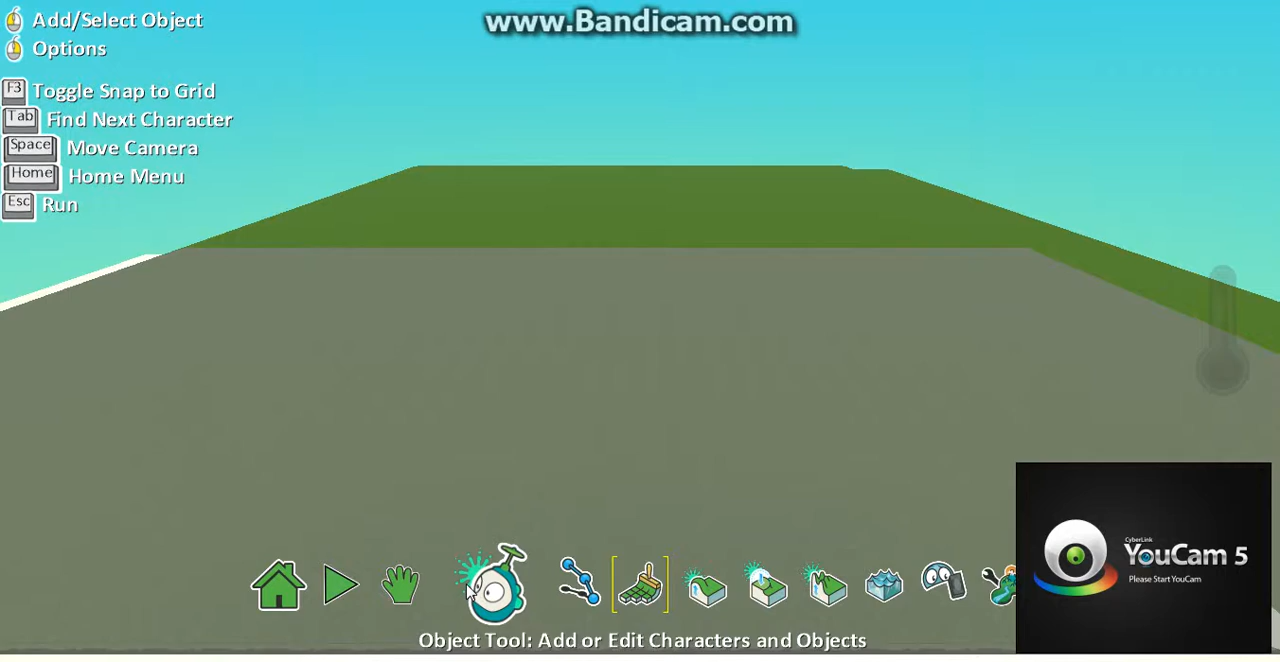 www.Bandicam.com
Add/Select Object
Options
F3 Toggle Snap to Grid
Tab Find Next Character
Space Move Camera
Home Home Menu
Esc Run
CyberLink
YouCam 5
Please Start YouCam
Object Tool: Add or Edit Characters and Objects